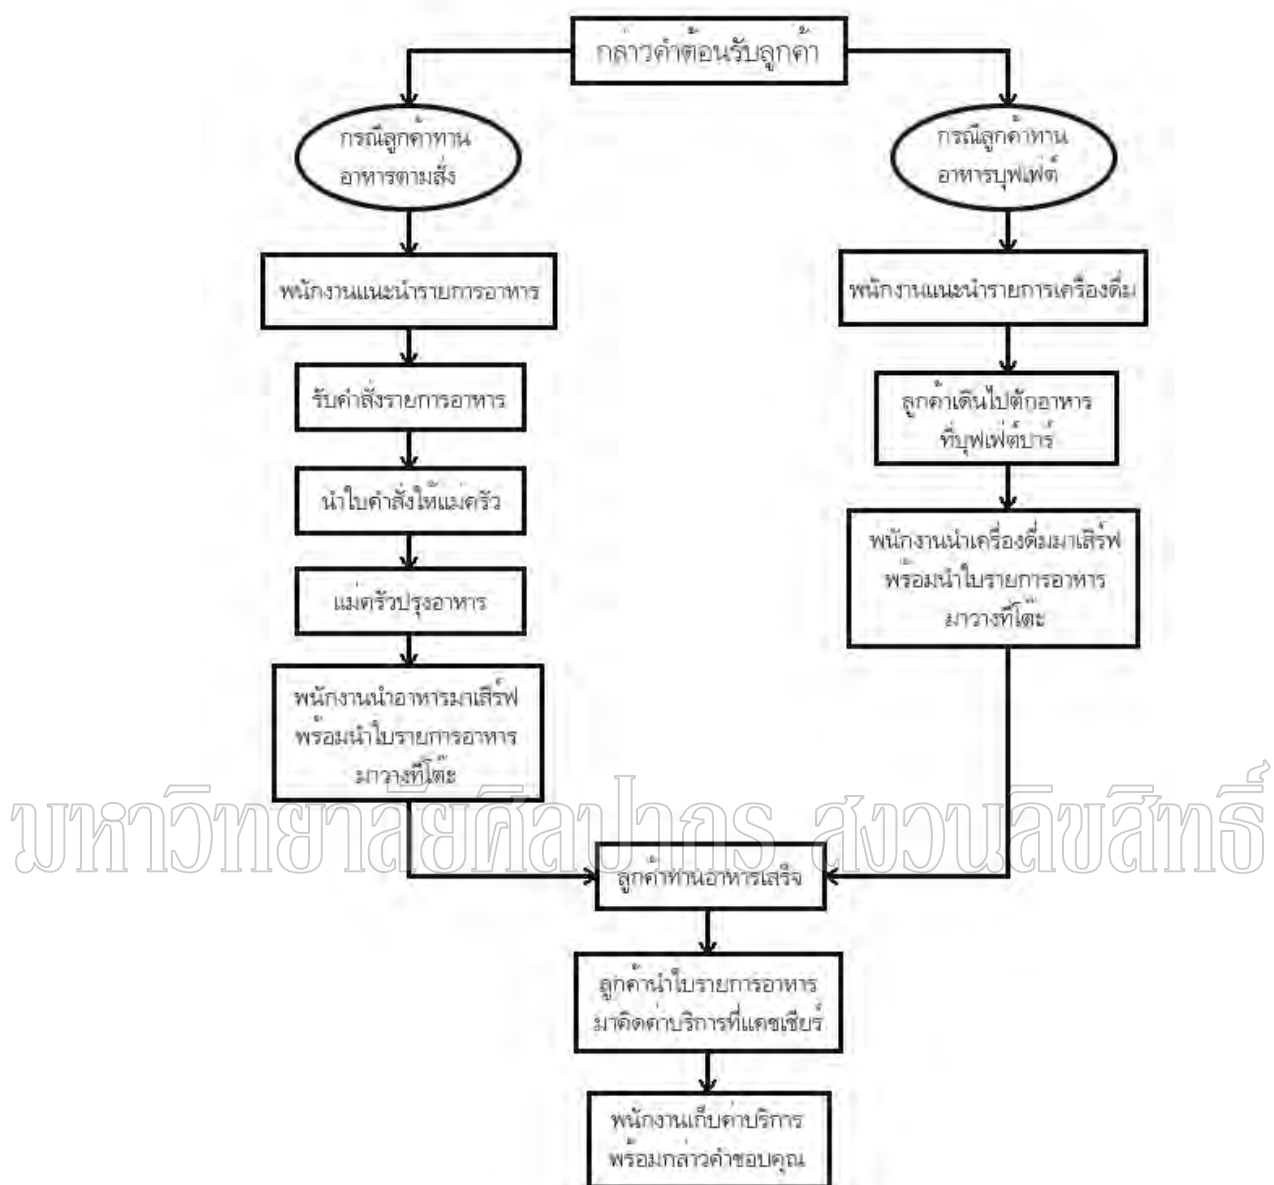 กล่าวคำต้อนรับลูกค้า
กรณีลูกค้าทาน
อาหารตามสั่ง
พนักงานแนะนำรายการอาหาร
รับคำสั่งรายการอาหาร
นำใบคำสั่งให้แม่ครัว
แม่ครัวปรุงอาหาร
พนักงานนำอาหารมาเสิร์ฟ
พร้อมนำใบรายการอาหาร
มาวางที่โต๊ะ
กรณีลูกค้าทาน
อาหารบุฟเฟ่ต์
พนักงานแนะนำรายการเครื่องดื่ม
ลูกค้าเดินไปตักอาหาร
ที่บุฟเฟ่ต์บาร์
พนักงานนำเครื่องดื่มมาเสิร์ฟ
พร้อมนำใบรายการอาหาร
มาวางที่โต๊ะ
มหาวิทยาลัยศิลปากร สงวนลิขสิทธิ์
ลูกค้าทานอาหารเสร็จ
ลูกค้านำใบรายการอาหาร
มาคิดค่าบริการที่แคชเชียร์
พนักงานเก็บค่าบริการ
พร้อมกล่าวคำขอบคุณ